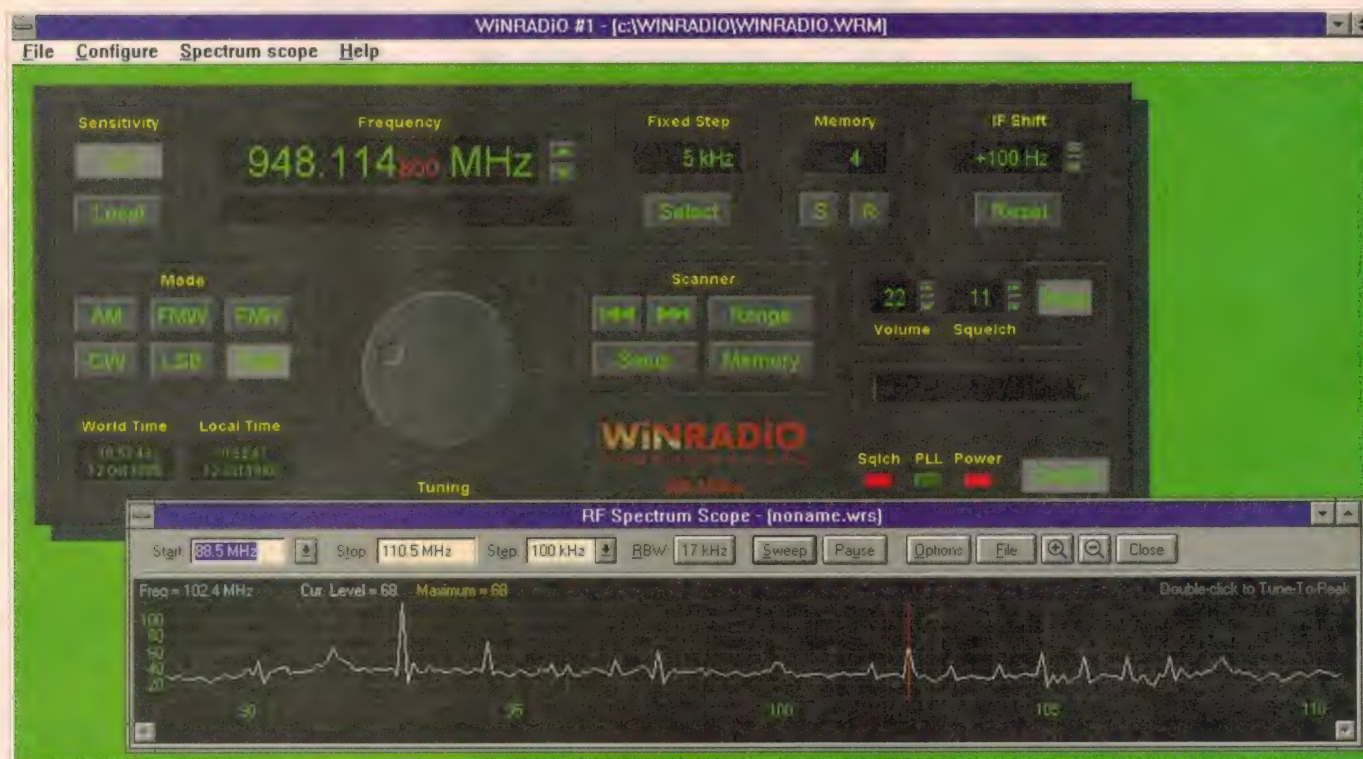 WiNRADiO #1 - [c:\WINRADIO\WINRADIO.WRM]
File Configure Spectrum scope Help
Sensitivity Frequency Fixed Step Memory IF Shift
948.114800 MHz 5 kHz 4 +100 Hz
Local Select S R Reset
Mode Scanner
AM FMW FMN Range
22 11
CW LSB Setup Memory
Volume Squelch
World Time Local Time
WiNRADiO
Sqlch PLL Power
Tuning
RF Spectrum Scope - [noname.wrs]
Start 88.5 MHz Stop 110.5 MHz Step 100 kHz RBW 17 kHz Sweep Pause Options File Close
Freq = 102.4 MHz Cur. Level = 68 Maximum = 68 Double-click to Tune-To-Peak
100
80
60
40
20
90 95 100 105 110